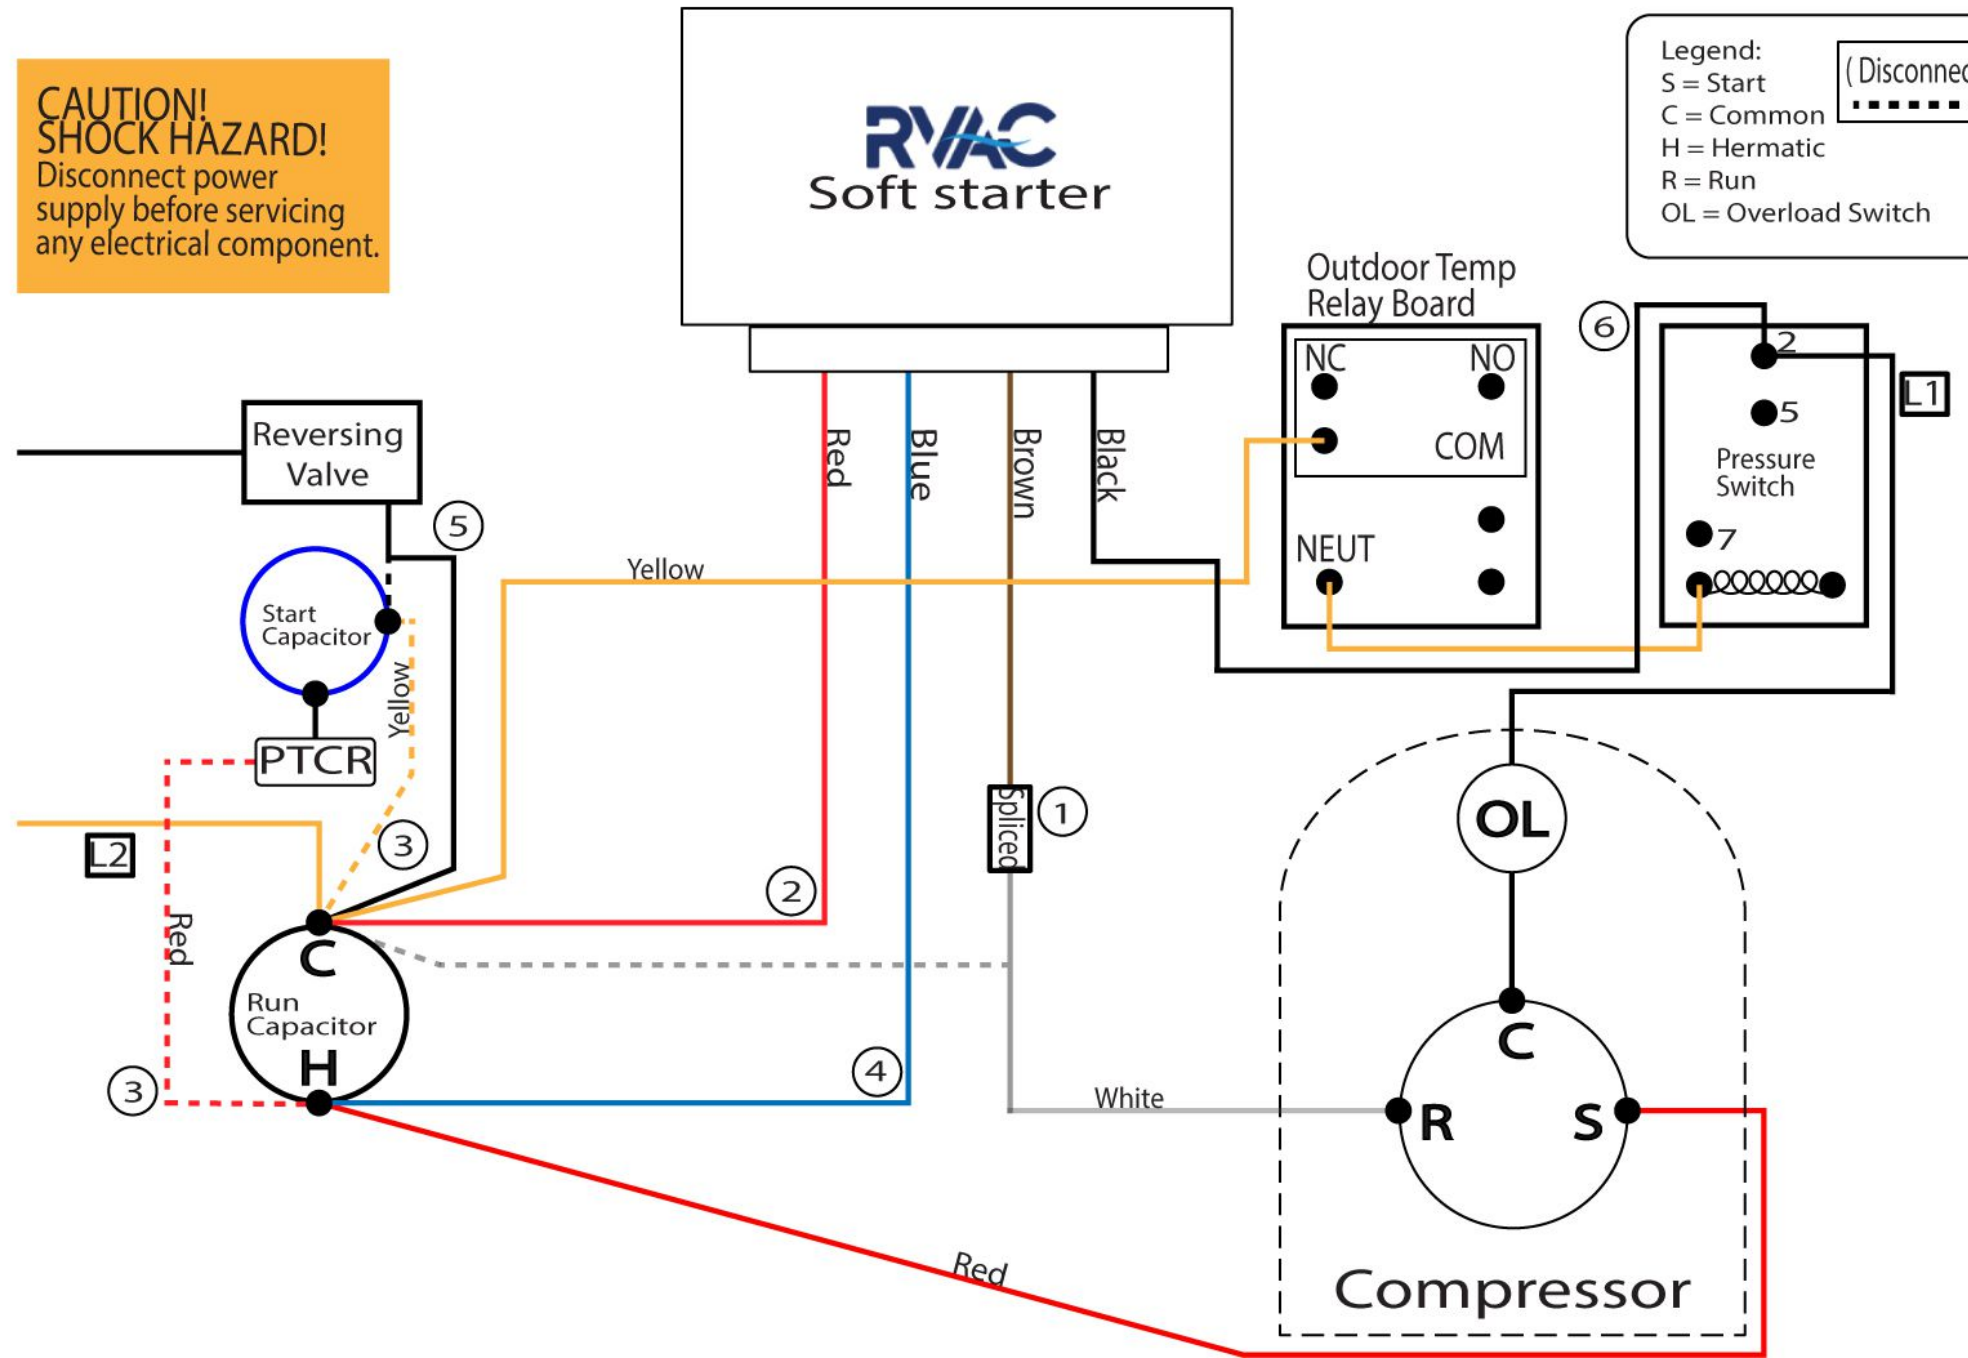 CAUTION!
SHOCK HAZARD!
Disconnect power
supply before servicing
any electrical component.
RVAC
Soft starter
Legend:
S = Start
C = Common
H = Hermatic
R = Run
OL = Overload Switch
( Disconnec
Outdoor Temp
Relay Board
NC
NO
COM
NEUT
6
2
5
Pressure
Switch
7
L1
Reversing
Valve
5
Red
Blue
Brown
Black
Yellow
Start
Capacitor
Yellow
PTCR
L2
3
Red
2
Spliced
1
C
Run
Capacitor
H
3
4
White
OL
C
R
S
Red
Compressor